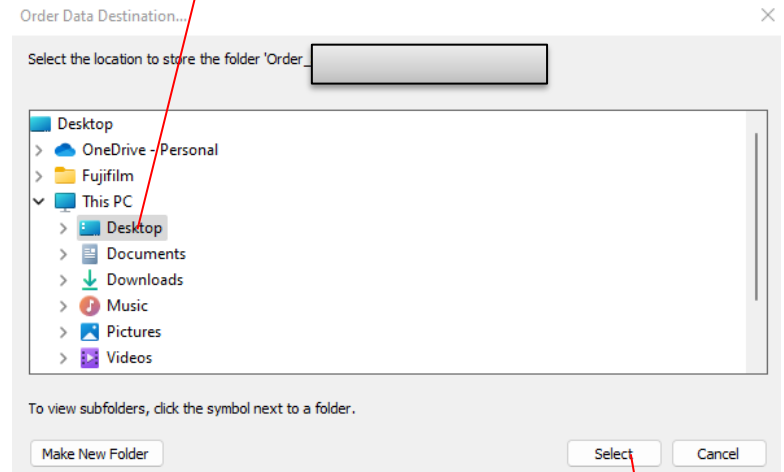 Order Data Destination...
Select the location to store the folder 'Order_
Desktop
OneDrive - Personal
Fujifilm
This PC
Desktop
Documents
Downloads
Music
Pictures
Videos
To view subfolders, click the symbol next to a folder.
Make New Folder Select Cancel